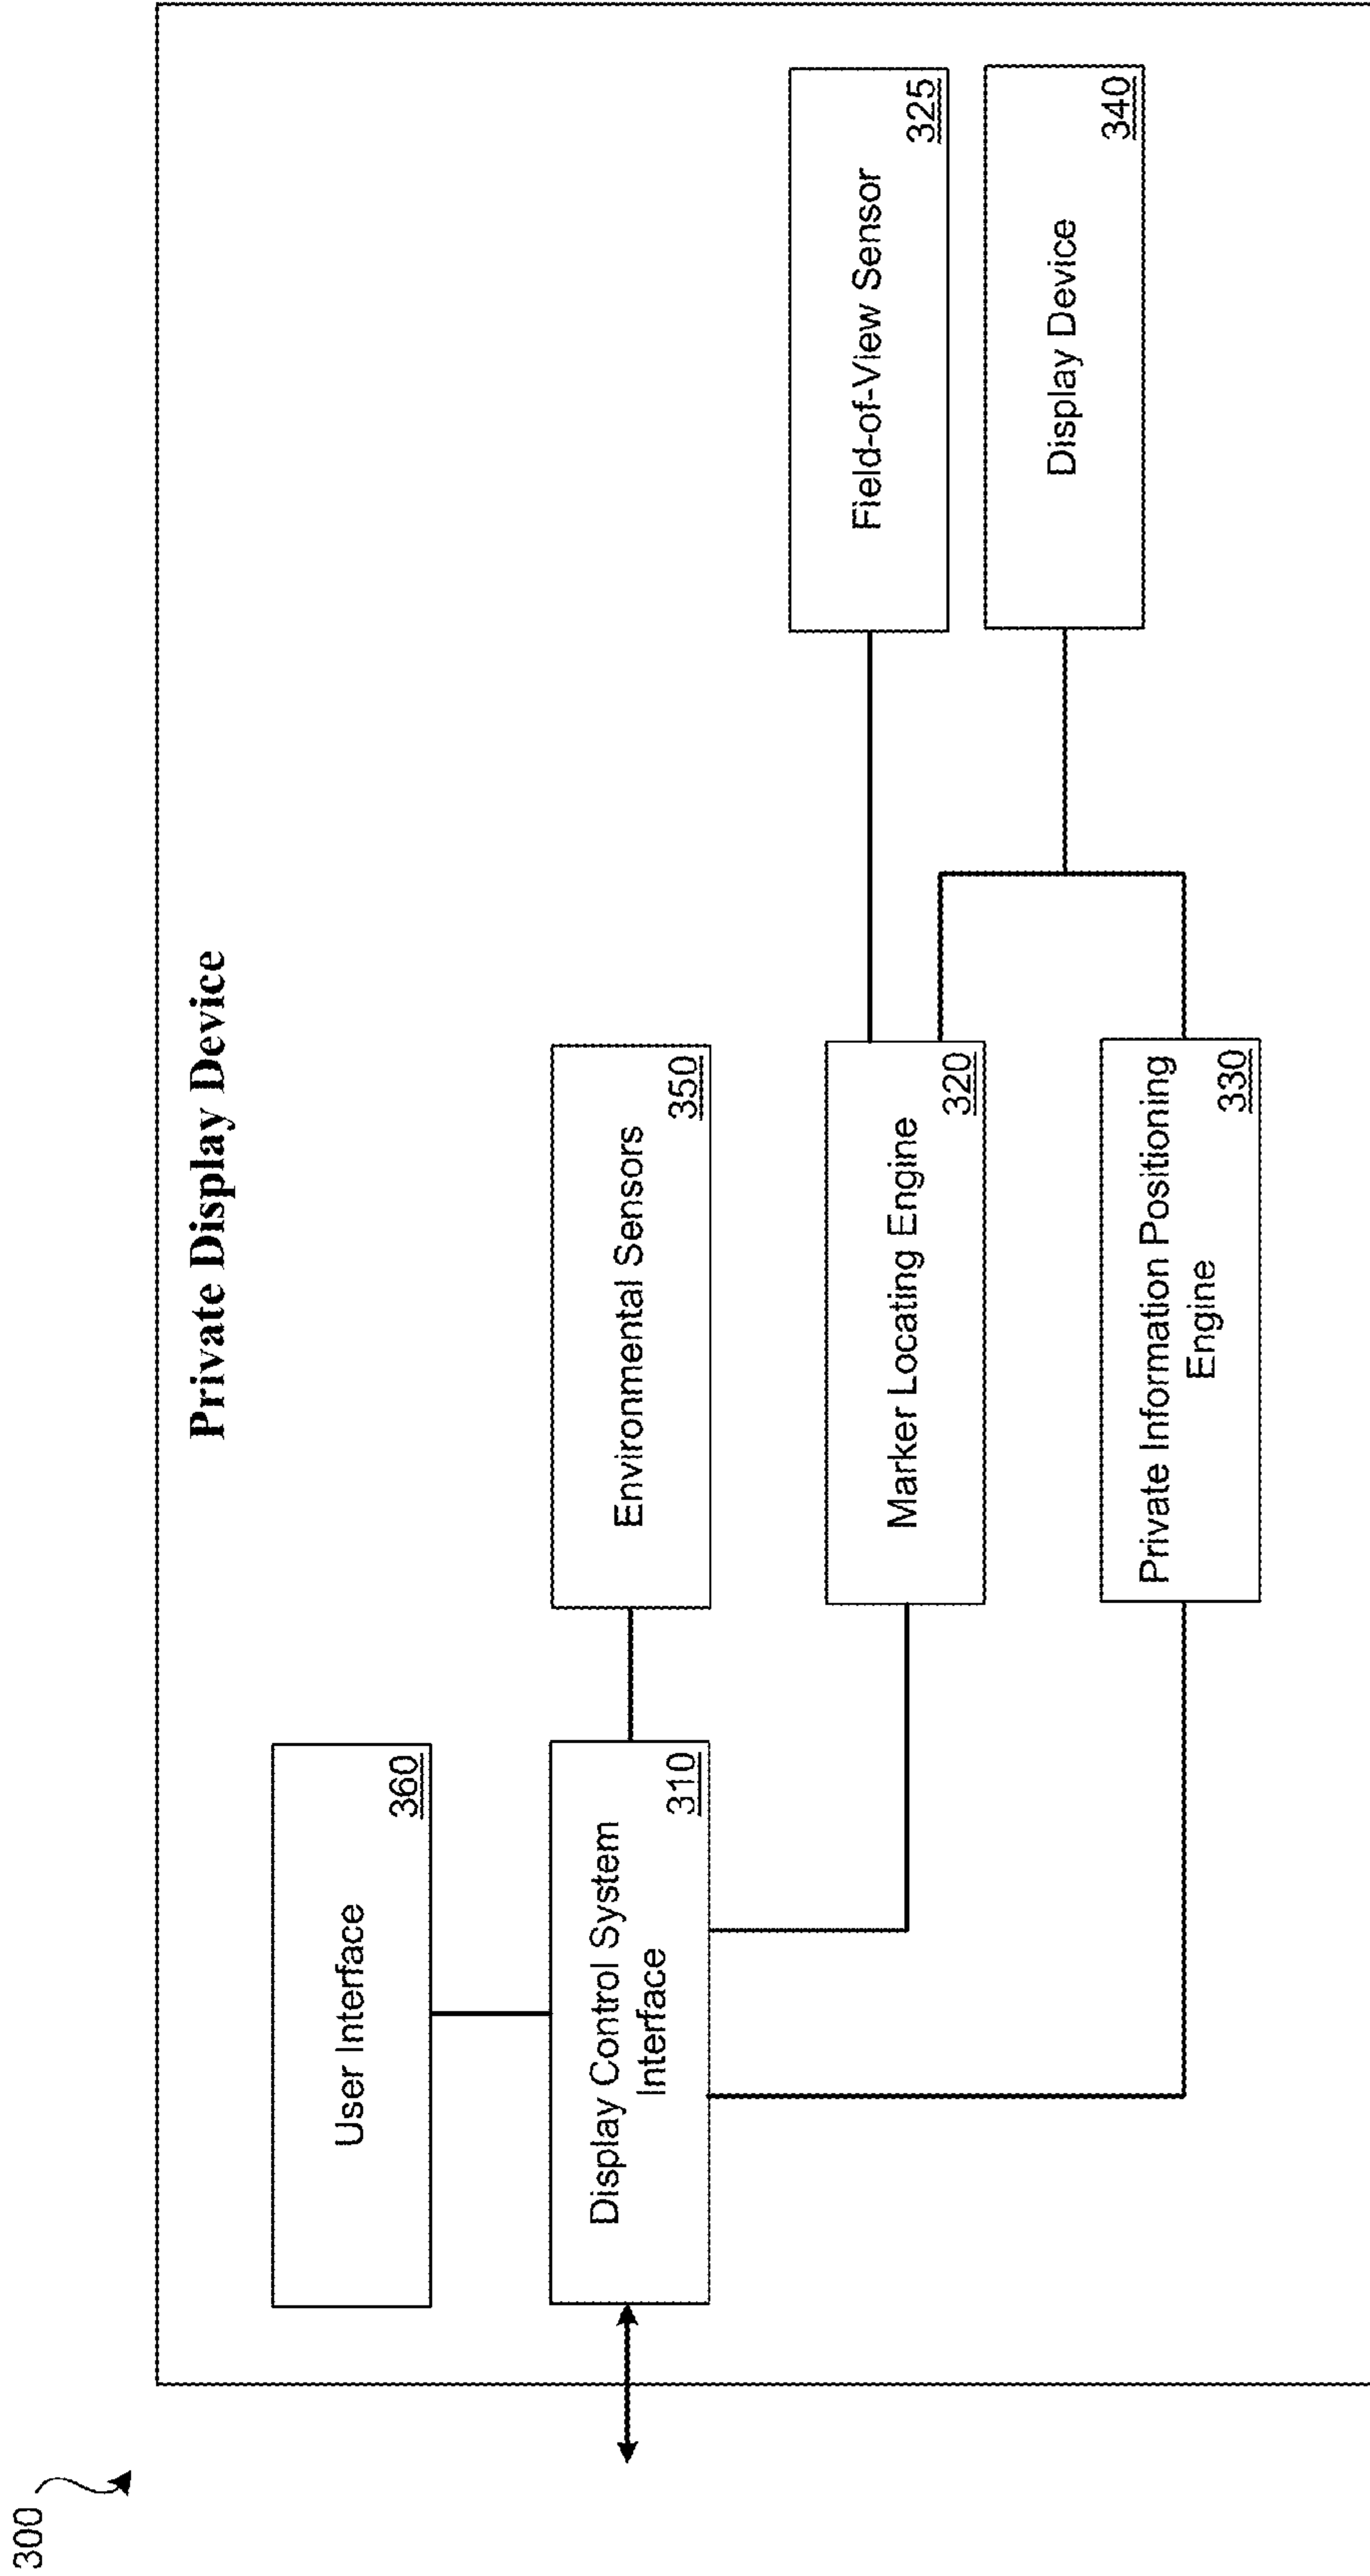 300
Private Display Device
User Interface
360
Display Control System
Interface
310
Environmental Sensors
350
Marker Locating Engine
320
Private Information Positioning
Engine
330
Field-of-View Sensor
325
Display Device
340